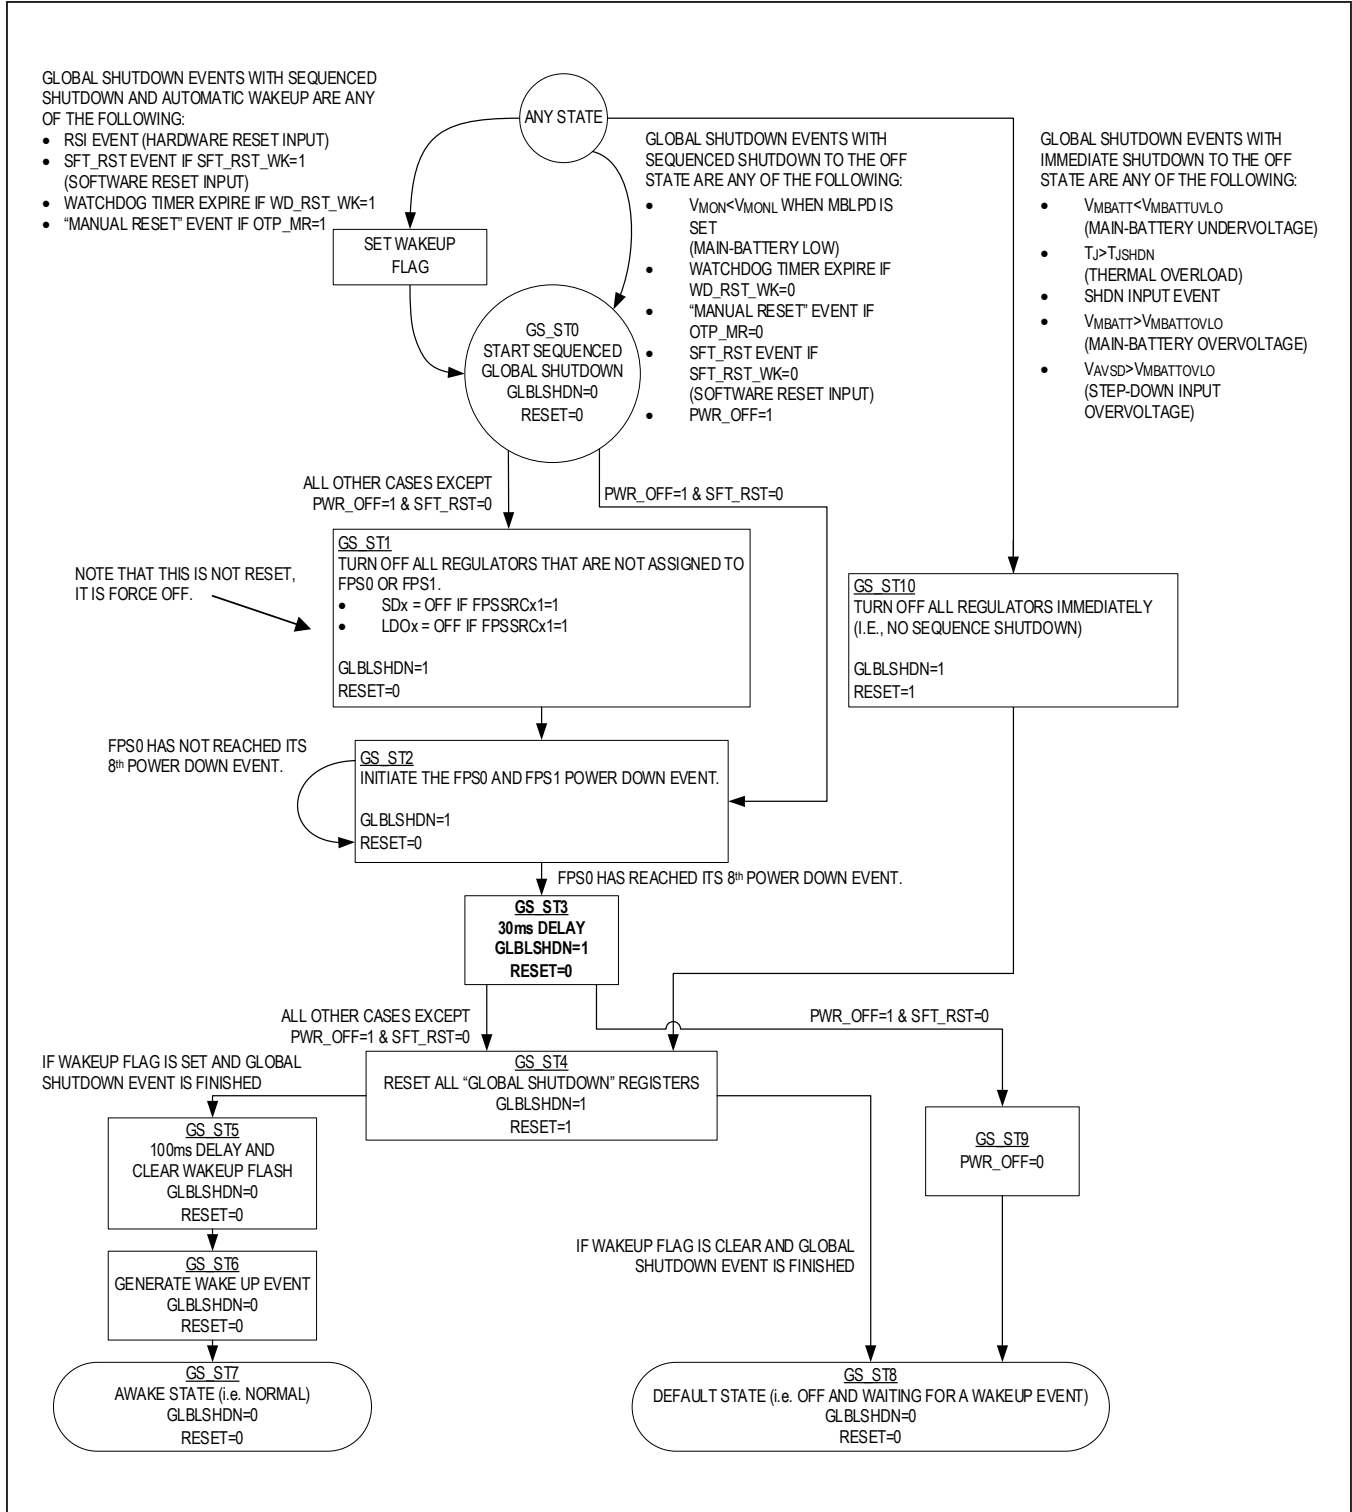 GLOBAL SHUTDOWN EVENTS WITH SEQUENCED
SHUTDOWN AND AUTOMATIC WAKEUP ARE ANY
OF THE FOLLOWING:
• RSI EVENT (HARDWARE RESET INPUT)
• SFT_RST EVENT IF SFT_RST_WK=1
(SOFTWARE RESET INPUT)
• WATCHDOG TIMER EXPIRE IF WD_RST_WK=1
• “MANUAL RESET” EVENT IF OTP_MR=1
ANY STATE
GLOBAL SHUTDOWN EVENTS WITH
SEQUENCED SHUTDOWN TO THE OFF
STATE ARE ANY OF THE FOLLOWING:
• VMON<VMONL WHEN MBLPD IS
SET
(MAIN-BATTERY LOW)
• WATCHDOG TIMER EXPIRE IF
WD_RST_WK=0
• “MANUAL RESET” EVENT IF
OTP_MR=0
• SFT_RST EVENT IF
SFT_RST_WK=0
(SOFTWARE RESET INPUT)
• PWR_OFF=1
GLOBAL SHUTDOWN EVENTS WITH
IMMEDIATE SHUTDOWN TO THE OFF
STATE ARE ANY OF THE FOLLOWING:
• VMBATT<VMBATTUVLO
(MAIN-BATTERY UNDERVOLTAGE)
• TJ>TJSHDN
(THERMAL OVERLOAD)
• SHDN INPUT EVENT
• VMBATT>VMBATTOVLO
(MAIN-BATTERY OVERVOLTAGE)
• VAVSD>VMBATTOVLO
(STEP-DOWN INPUT
OVERVOLTAGE)
SET WAKEUP
FLAG
GS_ST0
START SEQUENCED
GLOBAL SHUTDOWN
GLBLSHDN=0
RESET=0
ALL OTHER CASES EXCEPT
PWR_OFF=1 & SFT_RST=0
PWR_OFF=1 & SFT_RST=0
NOTE THAT THIS IS NOT RESET,
IT IS FORCE OFF.
GS_ST1
TURN OFF ALL REGULATORS THAT ARE NOT ASSIGNED TO
FPS0 OR FPS1.
• SDx = OFF IF FPSSRCx1=1
• LDOx = OFF IF FPSSRCx1=1
GLBLSHDN=1
RESET=0
GS_ST10
TURN OFF ALL REGULATORS IMMEDIATELY
(I.E., NO SEQUENCE SHUTDOWN)
GLBLSHDN=1
RESET=1
FPS0 HAS NOT REACHED ITS
8th POWER DOWN EVENT.
GS_ST2
INITIATE THE FPS0 AND FPS1 POWER DOWN EVENT.
GLBLSHDN=1
RESET=0
FPS0 HAS REACHED ITS 8th POWER DOWN EVENT.
GS_ST3
30ms DELAY
GLBLSHDN=1
RESET=0
ALL OTHER CASES EXCEPT
PWR_OFF=1 & SFT_RST=0
PWR_OFF=1 & SFT_RST=0
IF WAKEUP FLAG IS SET AND GLOBAL
SHUTDOWN EVENT IS FINISHED
GS_ST4
RESET ALL “GLOBAL SHUTDOWN” REGISTERS
GLBLSHDN=1
RESET=1
GS_ST5
100ms DELAY AND
CLEAR WAKEUP FLASH
GLBLSHDN=0
RESET=0
GS_ST9
PWR_OFF=0
IF WAKEUP FLAG IS CLEAR AND GLOBAL
SHUTDOWN EVENT IS FINISHED
GS_ST6
GENERATE WAKE UP EVENT
GLBLSHDN=0
RESET=0
GS_ST7
AWAKE STATE (i.e. NORMAL)
GLBLSHDN=0
RESET=0
GS_ST8
DEFAULT STATE (i.e. OFF AND WAITING FOR A WAKEUP EVENT)
GLBLSHDN=0
RESET=0